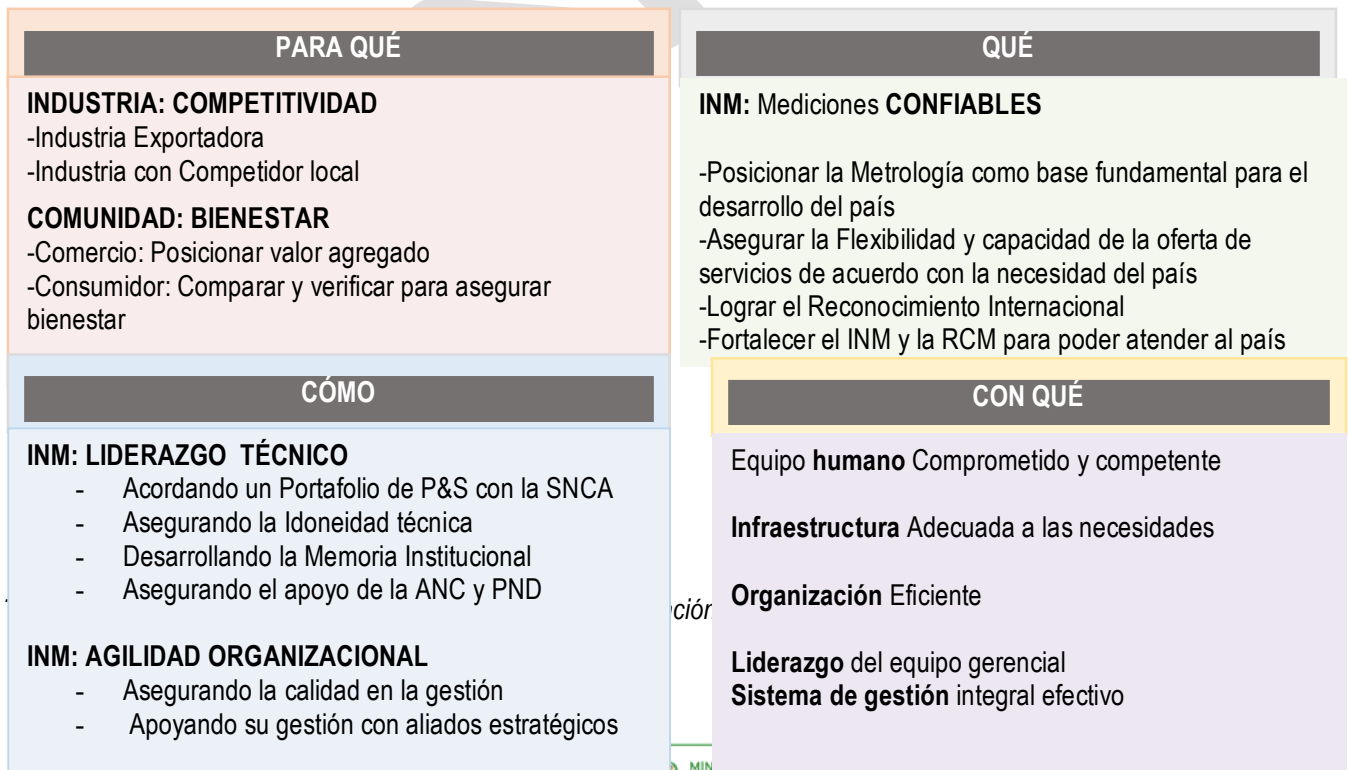 PARA QUÉ
INDUSTRIA: COMPETITIVIDAD
-Industria Exportadora
-Industria con Competidor local
COMUNIDAD: BIENESTAR
-Comercio: Posicionar valor agregado
-Consumidor: Comparar y verificar para asegurar
bienestar
QUÉ
INM: Mediciones CONFIABLES
-Posicionar la Metrología como base fundamental para el
desarrollo del país
-Asegurar la Flexibilidad y capacidad de la oferta de
servicios de acuerdo con la necesidad del país
-Lograr el Reconocimiento Internacional
-Fortalecer el INM y la RCM para poder atender al país
CÓMO
INM: LIDERAZGO TÉCNICO
- Acordando un Portafolio de P&S con la SNCA
- Asegurando la Idoneidad técnica
- Desarrollando la Memoria Institucional
- Asegurando el apoyo de la ANC y PND
INM: AGILIDAD ORGANIZACIONAL
- Asegurando la calidad en la gestión
- Apoyando su gestión con aliados estratégicos
ción
CON QUÉ
Equipo humano Comprometido y competente
Infraestructura Adecuada a las necesidades
Organización Eficiente
Liderazgo del equipo gerencial
Sistema de gestión integral efectivo
MIN